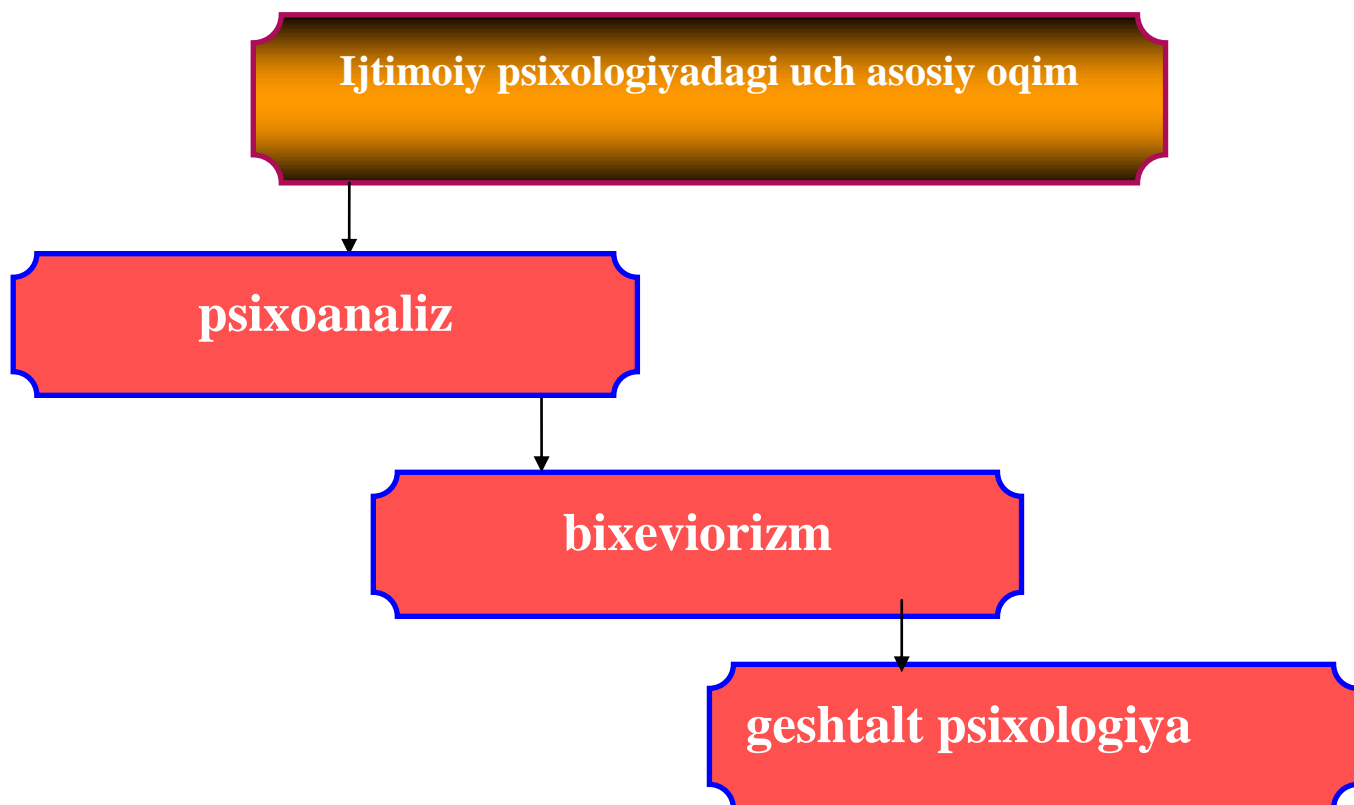 Ijtimoiy psixologiyadagi uch asosiy oqim
psixoanaliz
bixeviorizm
geshtalt psixologiya